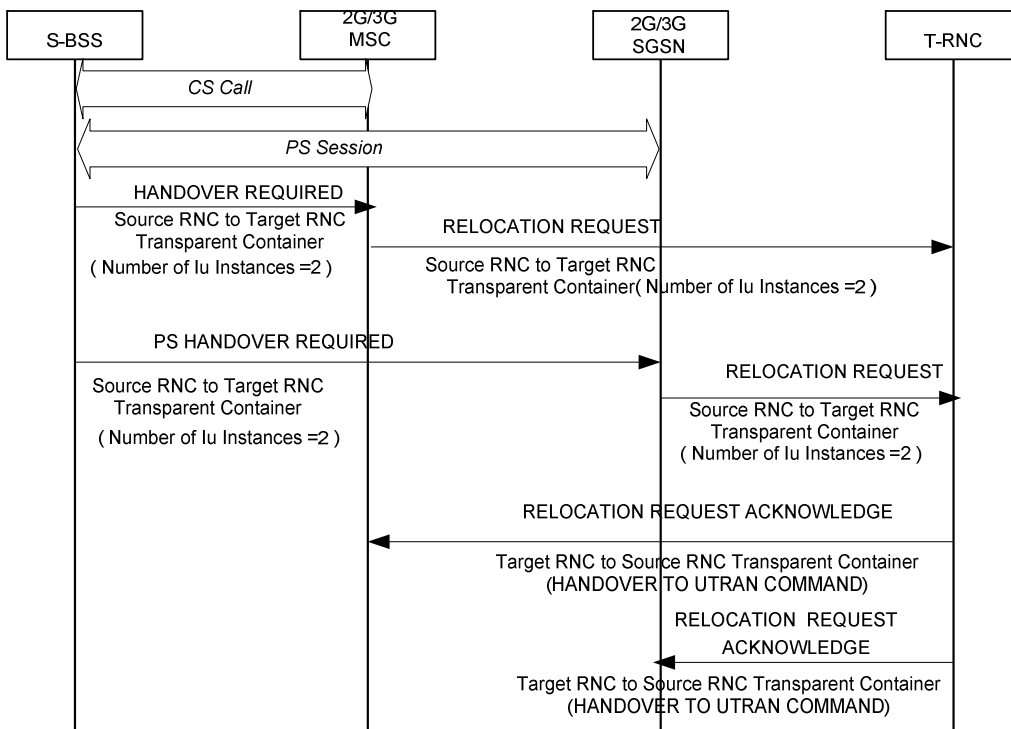 S-BSS
2G/3G
MSC
2G/3G
SGSN
T-RNC
CS Call
PS Session
HANDOVER REQUIRED
Source RNC to Target RNC
Transparent Container
( Number of Iu Instances =2 )
RELOCATION REQUEST
Source RNC to Target RNC
Transparent Container( Number of Iu Instances =2 )
PS HANDOVER REQUIRED
Source RNC to Target RNC
Transparent Container
( Number of Iu Instances =2 )
RELOCATION REQUEST
Source RNC to Target RNC
Transparent Container
( Number of Iu Instances =2 )
RELOCATION REQUEST ACKNOWLEDGE
Target RNC to Source RNC Transparent Container
(HANDOVER TO UTRAN COMMAND)
RELOCATION REQUEST
ACKNOWLEDGE
Target RNC to Source RNC Transparent Container
(HANDOVER TO UTRAN COMMAND)